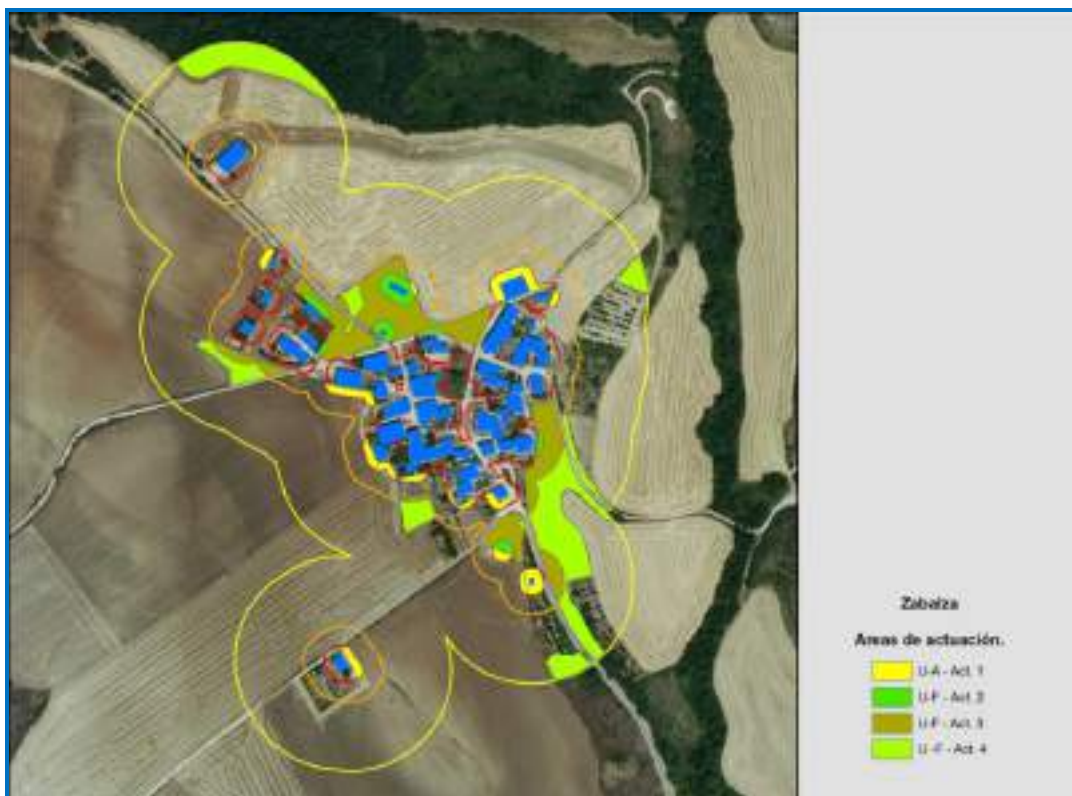 Zabalza
Areas de actuación.
U-A - Act. 1
U-F - Act. 2
U-F - Act. 3
U-F - Act. 4